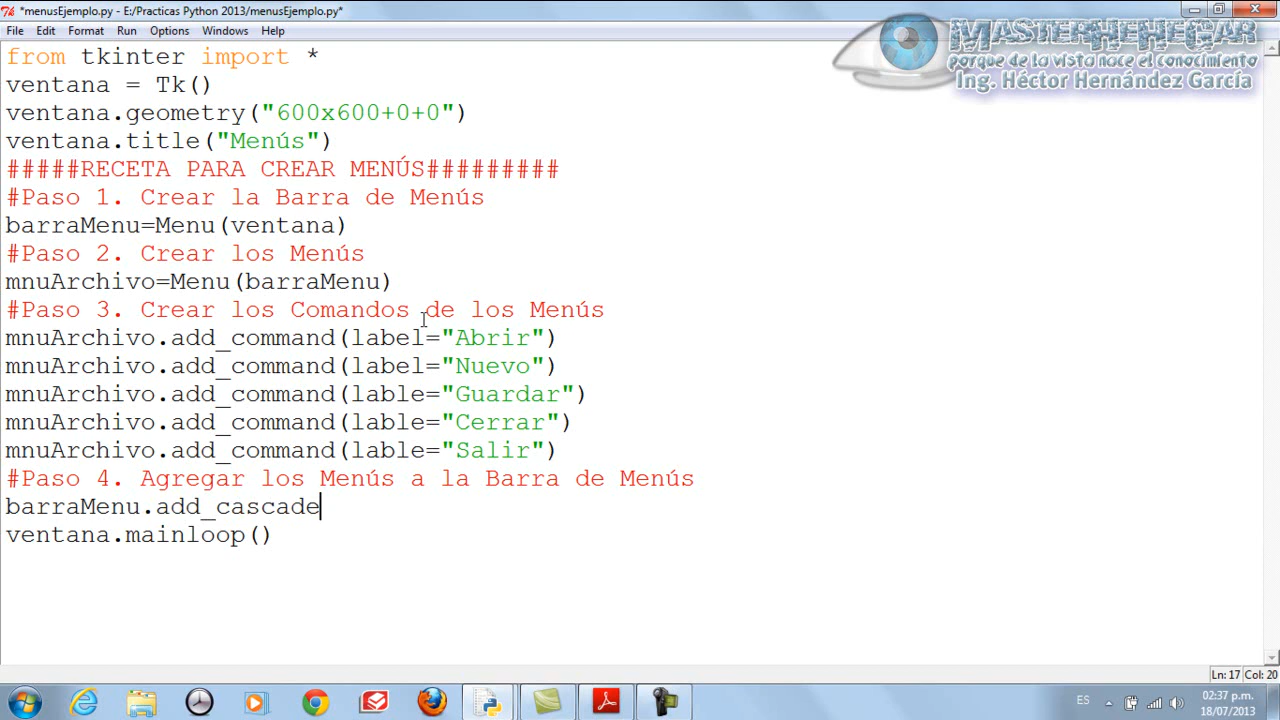 *menusEjemplo.py - E:/Practicas Python 2013/menusEjemplo.py*
File Edit Format Run Options Windows Help
MASTERHEHEGAR
porque de la vista nace el conocimiento
Ing. Héctor Hernández García
from tkinter import *
ventana = Tk()
ventana.geometry("600x600+0+0")
ventana.title("Menús")
#####RECETA PARA CREAR MENÚS#########
#Paso 1. Crear la Barra de Menús
barraMenu=Menu(ventana)
#Paso 2. Crear los Menús
mnuArchivo=Menu(barraMenu)
#Paso 3. Crear los Comandos de los Menús
mnuArchivo.add_command(label="Abrir")
mnuArchivo.add_command(label="Nuevo")
mnuArchivo.add_command(lable="Guardar")
mnuArchivo.add_command(lable="Cerrar")
mnuArchivo.add_command(lable="Salir")
#Paso 4. Agregar los Menús a la Barra de Menús
barraMenu.add_cascade
ventana.mainloop()
Ln: 17 Col: 20
ES
02:37 p.m.
18/07/2013